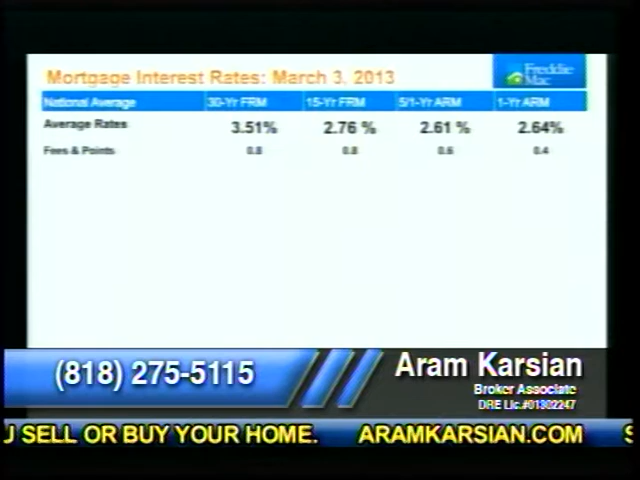 Mortgage Interest Rates: March 3, 2013
Freddie
Mac
National Average 30-Yr FRM 15-Yr FRM 5/1-Yr ARM 1-Yr ARM
Average Rates 3.51% 2.76 % 2.61 % 2.64%
Fees & Points 0.8 0.8 0.6 0.4
(818) 275-5115
Aram Karsian
Broker Associate
DRE Lic.#01302247
U SELL OR BUY YOUR HOME. ARAMKARSIAN.COM S